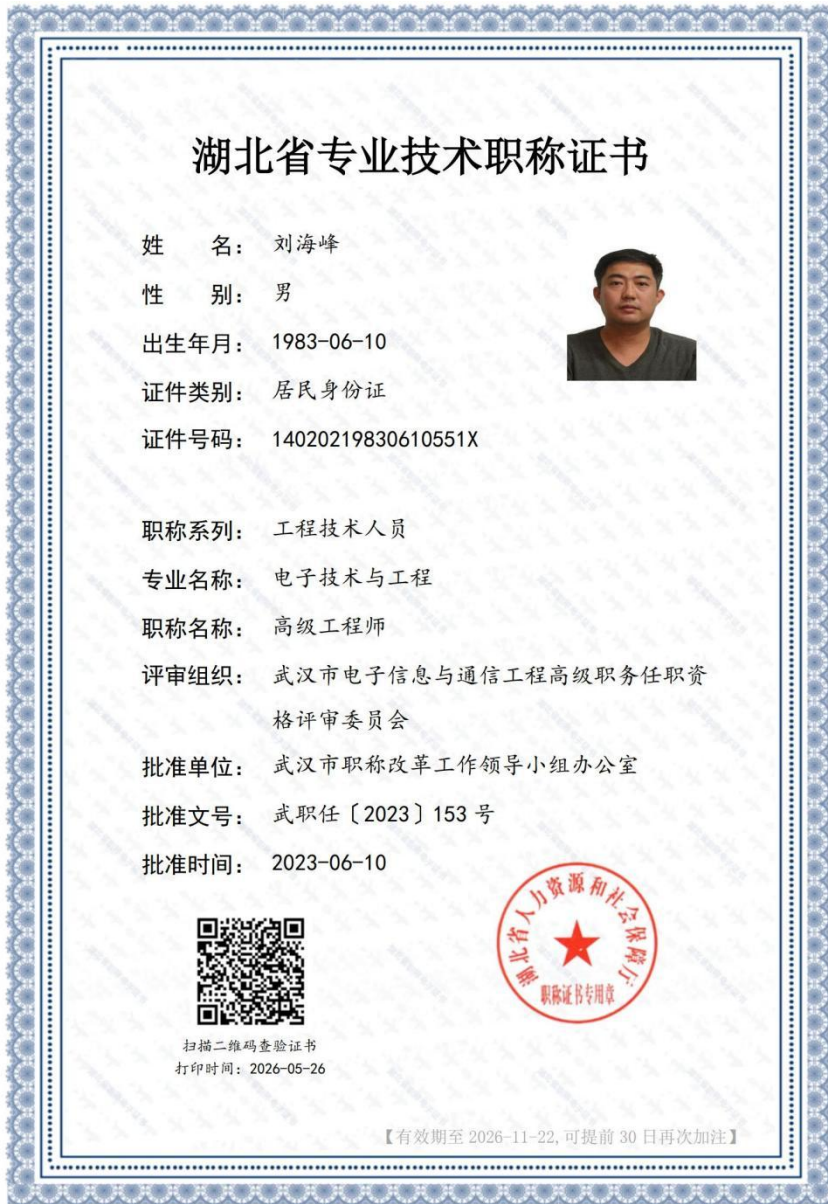 湖北省专业技术职称证书
姓 名： 刘海峰
性 别： 男
出生年月： 1983-06-10
证件类别： 居民身份证
证件号码： 14020219830610551X
职称系列： 工程技术人员
专业名称： 电子技术与工程
职称名称： 高级工程师
评审组织： 武汉市电子信息与通信工程高级职务任职资
格评审委员会
批准单位： 武汉市职称改革工作领导小组办公室
批准文号： 武职任〔2023〕153 号
批准时间： 2023-06-10
湖北省人力资源和社会保障厅
职称证书专用章
扫描二维码查验证书
打印时间：2026-05-26
【有效期至 2026-11-22,可提前 30 日再次加注】